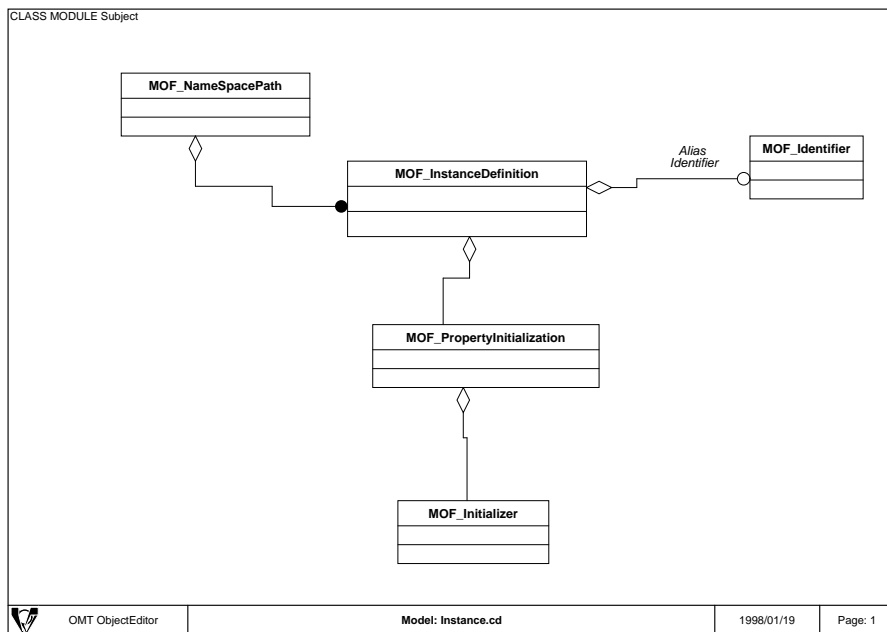 CLASS MODULE Subject
MOF_NameSpacePath
MOF_InstanceDefinition
Alias
Identifier
MOF_Identifier
MOF_PropertyInitialization
MOF_Initializer
OMT ObjectEditor
Model: Instance.cd
1998/01/19
Page: 1